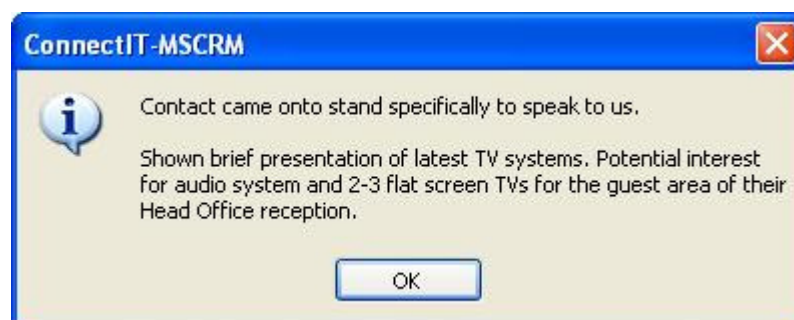 ConnectIT-MSCRM
Contact came onto stand specifically to speak to us.
Shown brief presentation of latest TV systems. Potential interest
for audio system and 2-3 flat screen TVs for the guest area of their
Head Office reception.
OK